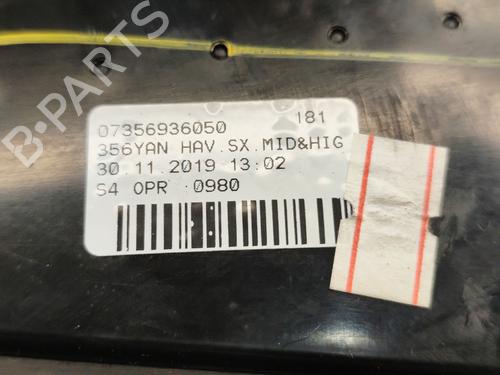 07356936050 181
356YAN HAV.SX.MID&HIG
30.11.2019 13:02
S4 OPR 0980
B-PARTS